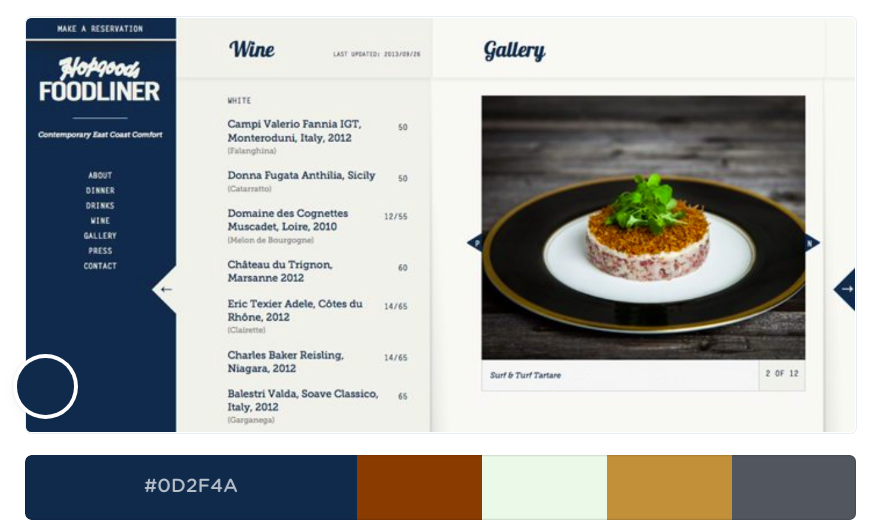 MAKE A RESERVATION
Hopgoods
FOODLINER
Contemporary East Coast Comfort
ABOUT
DINNER
DRINKS
WINE
GALLERY
PRESS
CONTACT
←
Wine
LAST UPDATED: 2013/09/26
WHITE
Campi Valerio Fannia IGT, 50
Monteroduni, Italy, 2012
(Falanghina)
Donna Fugata Anthilia, Sicily 50
(Catarratto)
Domaine des Cognettes 12/55
Muscadet, Loire, 2010
(Melon de Bourgogne)
Château du Trignon, 60
Marsanne 2012
Eric Texier Adele, Côtes du 14/65
Rhône, 2012
(Clairette)
Charles Baker Reisling, 14/65
Niagara, 2012
Balestri Valda, Soave Classico, 65
Italy, 2012
(Garganega)
Gallery
P
N
→
Surf & Turf Tartare
2 OF 12
#0D2F4A